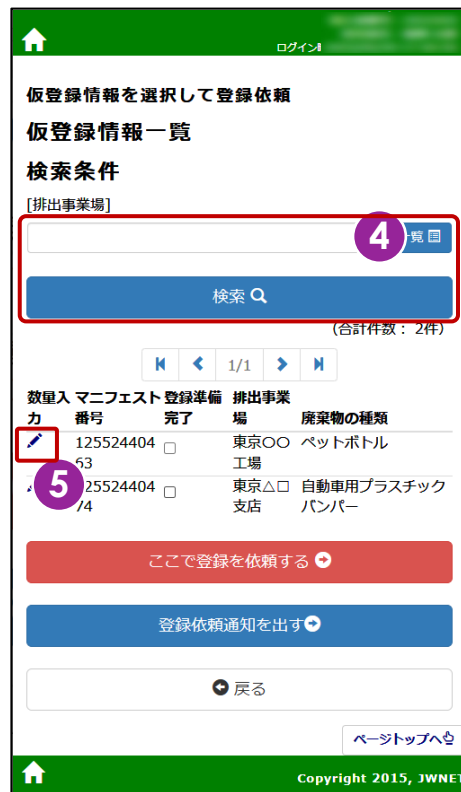 ログイン
仮登録情報を選択して登録依頼
仮登録情報一覧
検索条件
[排出事業場]
4
覧
検索
(合計件数： 2件)
1/1
数量入力 マニフェスト番号 登録準備完了 排出事業場 廃棄物の種類
125524404 東京〇〇 ペットボトル
63 工場
5
25524404 東京△□ 自動車用プラスチック
74 支店 バンパー
ここで登録を依頼する
登録依頼通知を出す
戻る
ページトップへ
Copyright 2015, JWNET